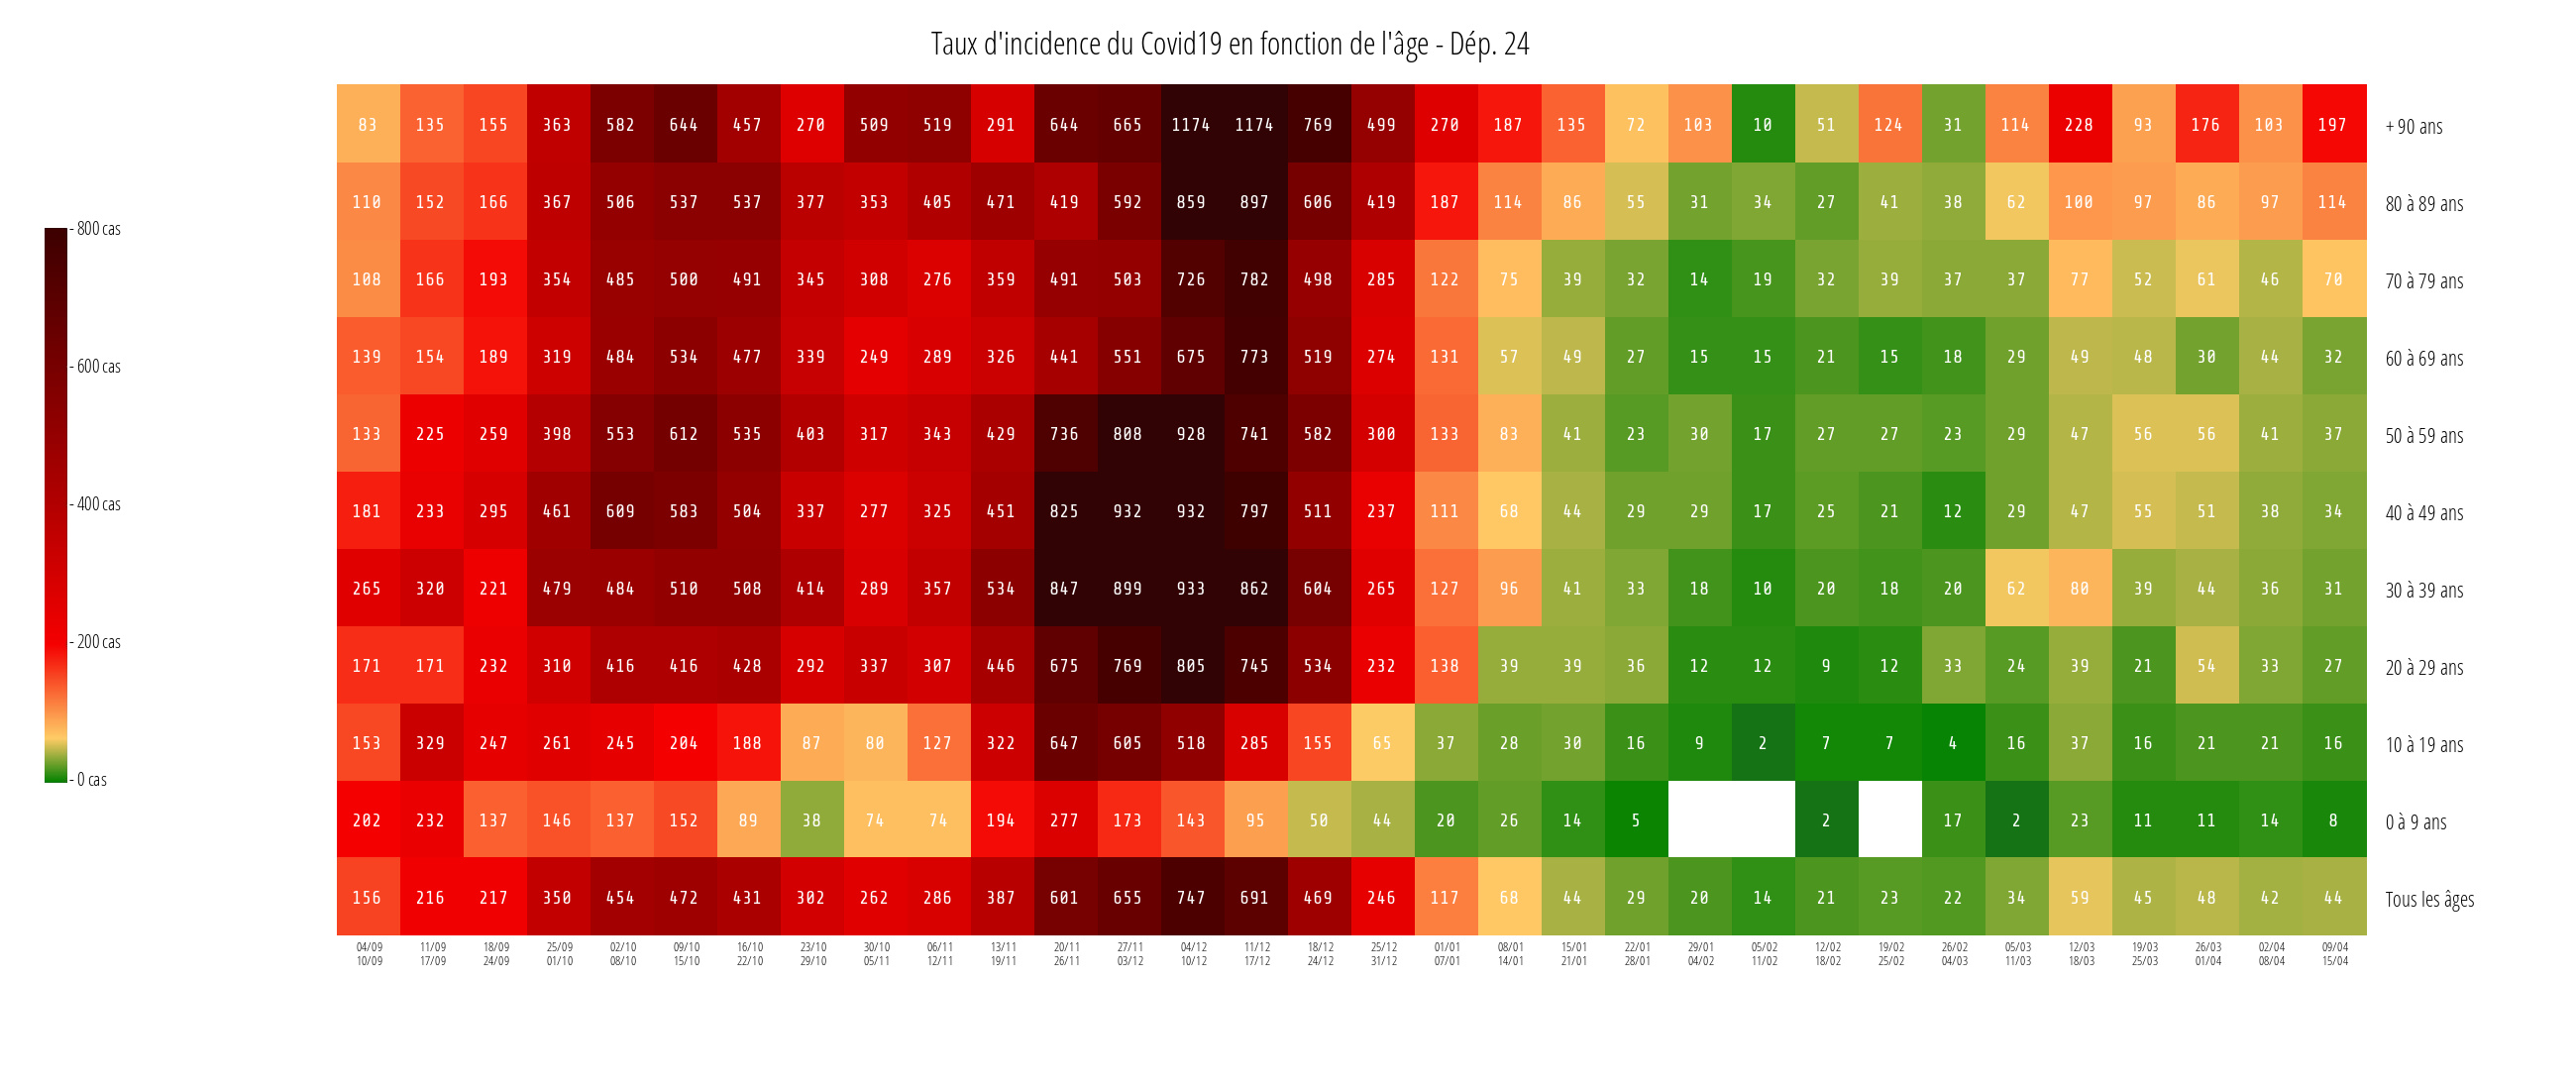 Taux d'incidence du Covid19 en fonction de l'âge - Dép. 24
83 135 155 363 582 644 457 270 509 519 291 644 665 1174 1174 769 499 270 187 135 72 103 10 51 124 31 114 228 93 176 103 197 + 90 ans
110 152 166 367 506 537 537 377 353 405 471 419 592 859 897 606 419 187 114 86 55 31 34 27 41 38 62 100 97 86 97 114 80 à 89 ans
- 800 cas
108 166 193 354 485 500 491 345 308 276 359 491 503 726 782 498 285 122 75 39 32 14 19 32 39 37 37 77 52 61 46 70 70 à 79 ans
139 154 189 319 484 534 477 339 249 289 326 441 551 675 773 519 274 131 57 49 27 15 15 21 15 18 29 49 48 30 44 32 60 à 69 ans
- 600 cas
133 225 259 398 553 612 535 403 317 343 429 736 808 928 741 582 300 133 83 41 23 30 17 27 27 23 29 47 56 56 41 37 50 à 59 ans
- 400 cas
181 233 295 461 609 583 504 337 277 325 451 825 932 932 797 511 237 111 68 44 29 29 17 25 21 12 29 47 55 51 38 34 40 à 49 ans
265 320 221 479 484 510 508 414 289 357 534 847 899 933 862 604 265 127 96 41 33 18 10 20 18 20 62 80 39 44 36 31 30 à 39 ans
- 200 cas
171 171 232 310 416 416 428 292 337 307 446 675 769 805 745 534 232 138 39 39 36 12 12 9 12 33 24 39 21 54 33 27 20 à 29 ans
153 329 247 261 245 204 188 87 80 127 322 647 605 518 285 155 65 37 28 30 16 9 2 7 7 4 16 37 16 21 21 16 10 à 19 ans
- 0 cas
202 232 137 146 137 152 89 38 74 74 194 277 173 143 95 50 44 20 26 14 5 2 17 2 23 11 11 14 8 0 à 9 ans
156 216 217 350 454 472 431 302 262 286 387 601 655 747 691 469 246 117 68 44 29 20 14 21 23 22 34 59 45 48 42 44 Tous les âges
04/09 11/09 18/09 25/09 02/10 09/10 16/10 23/10 30/10 06/11 13/11 20/11 27/11 04/12 11/12 18/12 25/12 01/01 08/01 15/01 22/01 29/01 05/02 12/02 19/02 26/02 05/03 12/03 19/03 26/03 02/04 09/04
10/09 17/09 24/09 01/10 08/10 15/10 22/10 29/10 05/11 12/11 19/11 26/11 03/12 10/12 17/12 24/12 31/12 07/01 14/01 21/01 28/01 04/02 11/02 18/02 25/02 04/03 11/03 18/03 25/03 01/04 08/04 15/04